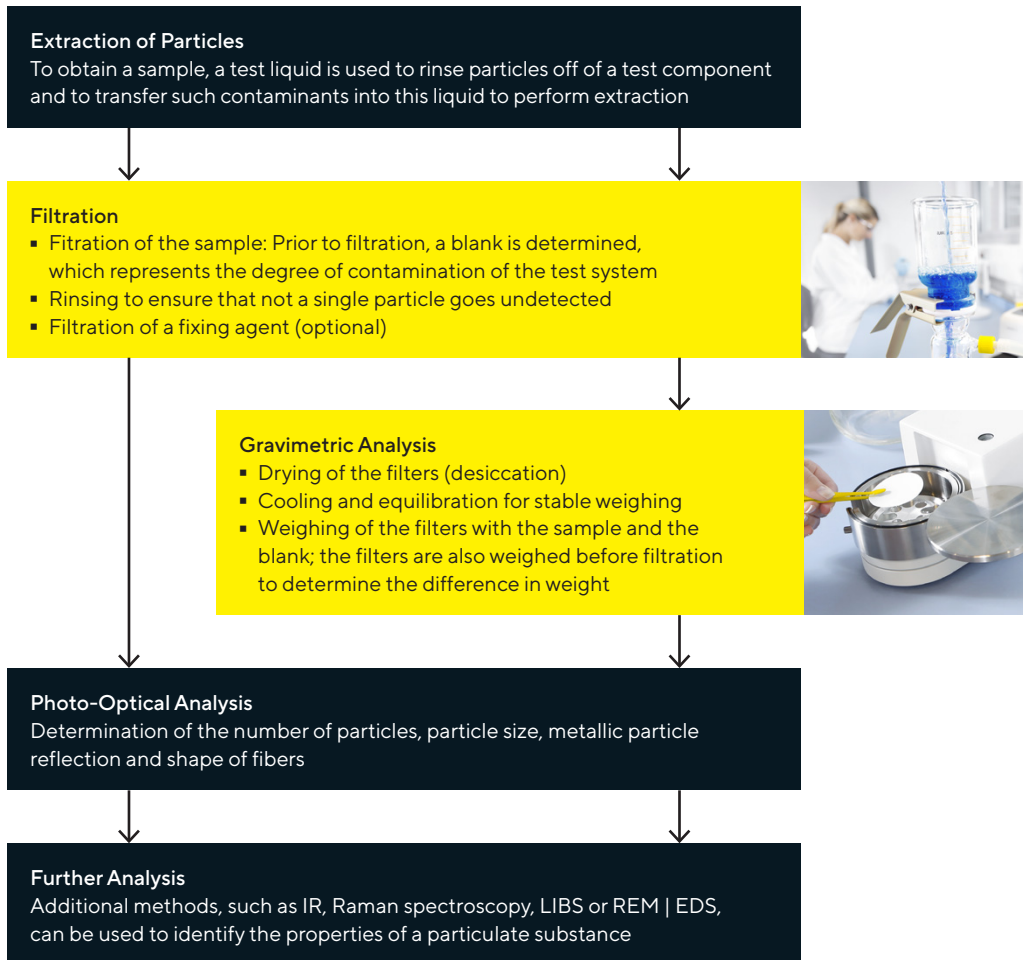 Extraction of Particles
To obtain a sample, a test liquid is used to rinse particles off of a test component
and to transfer such contaminants into this liquid to perform extraction
Filtration
▪ Fitration of the sample: Prior to filtration, a blank is determined,
which represents the degree of contamination of the test system
▪ Rinsing to ensure that not a single particle goes undetected
▪ Filtration of a fixing agent (optional)
Gravimetric Analysis
▪ Drying of the filters (desiccation)
▪ Cooling and equilibration for stable weighing
▪ Weighing of the filters with the sample and the
blank; the filters are also weighed before filtration
to determine the difference in weight
Photo-Optical Analysis
Determination of the number of particles, particle size, metallic particle
reflection and shape of fibers
Further Analysis
Additional methods, such as IR, Raman spectroscopy, LIBS or REM | EDS,
can be used to identify the properties of a particulate substance